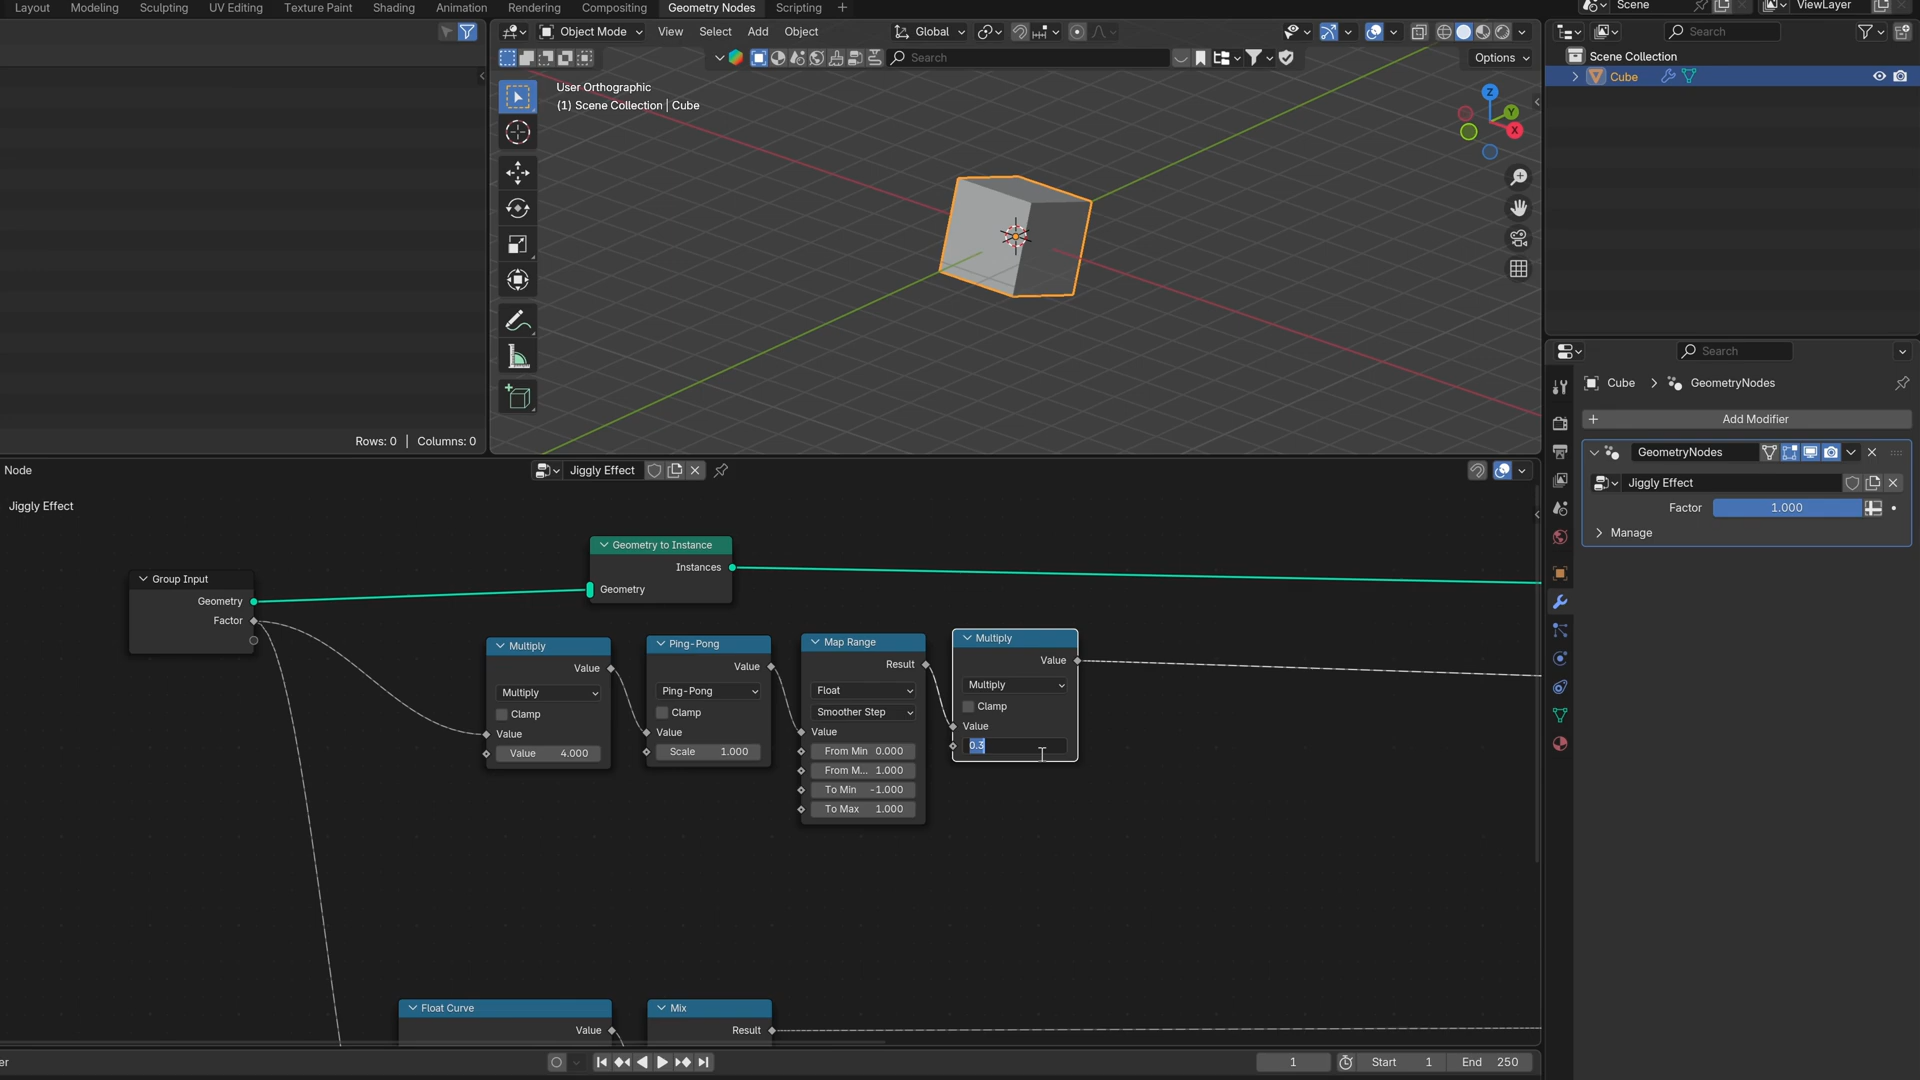 Layout Modeling Sculpting UV Editing Texture Paint Shading Animation Rendering Compositing Geometry Nodes Scripting +
Scene
ViewLayer
Object Mode View Select Add Object
Global
Search
Options
User Orthographic
(1) Scene Collection | Cube
Z
Y
X
Rows: 0 | Columns: 0
Search
Scene Collection
Cube
Search
Cube > GeometryNodes
+ Add Modifier
GeometryNodes
Jiggly Effect
Factor 1.000
Manage
Node
Jiggly Effect
Jiggly Effect
Group Input
Geometry
Factor
Geometry to Instance
Instances
Geometry
Multiply
Value
Multiply
Clamp
Value
Value 4.000
Ping-Pong
Value
Ping-Pong
Clamp
Value
Scale 1.000
Map Range
Result
Float
Smoother Step
Value
From Min 0.000
From M... 1.000
To Min -1.000
To Max 1.000
Multiply
Value
Multiply
Clamp
Value
0.3
Float Curve
Value
Mix
Result
er
1
Start 1
End 250